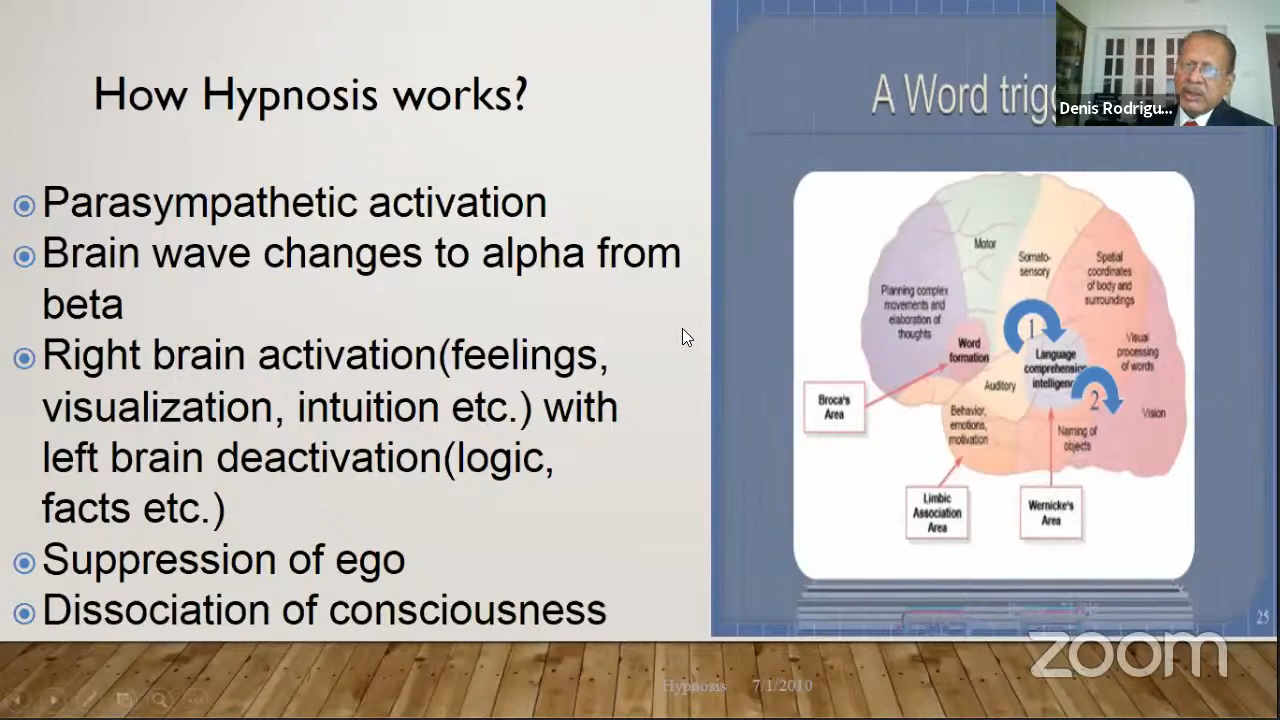 How Hypnosis works?
Parasympathetic activation
Brain wave changes to alpha from
beta
Right brain activation(feelings,
visualization, intuition etc.) with
left brain deactivation(logic,
facts etc.)
Suppression of ego
Dissociation of consciousness
A Word trigg
Denis Rodrigu...
Motor
Somato-
sensory
Spatial
coordinates
of body and
surroundings
Planning complex
movements and
elaboration of
thoughts
1
Word
formation
Language
comprehension
intelligenc
Visual
processing
of words
Auditory
2
Broca's
Area
Behavior,
emotions,
motivation
Naming of
objects
Vision
Limbic
Association
Area
Wernicke's
Area
25
zoom
Hypnosis 7/1/2010